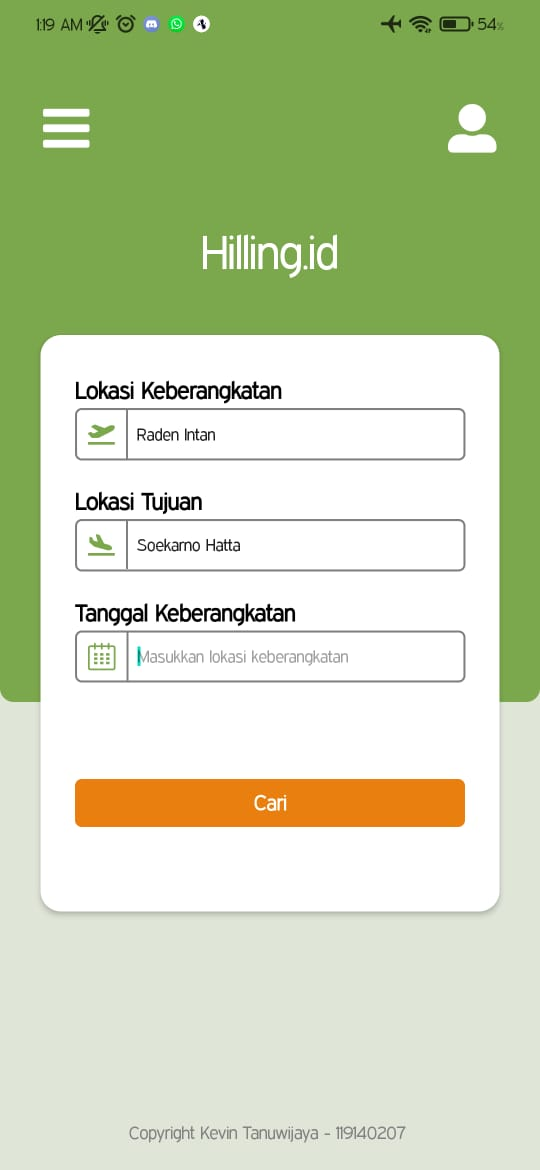 1:19 AM
54%
Hilling.id
Lokasi Keberangkatan
Raden Intan
Lokasi Tujuan
Soekarno Hatta
Tanggal Keberangkatan
Masukkan lokasi keberangkatan
Cari
Copyright Kevin Tanuwijaya - 119140207